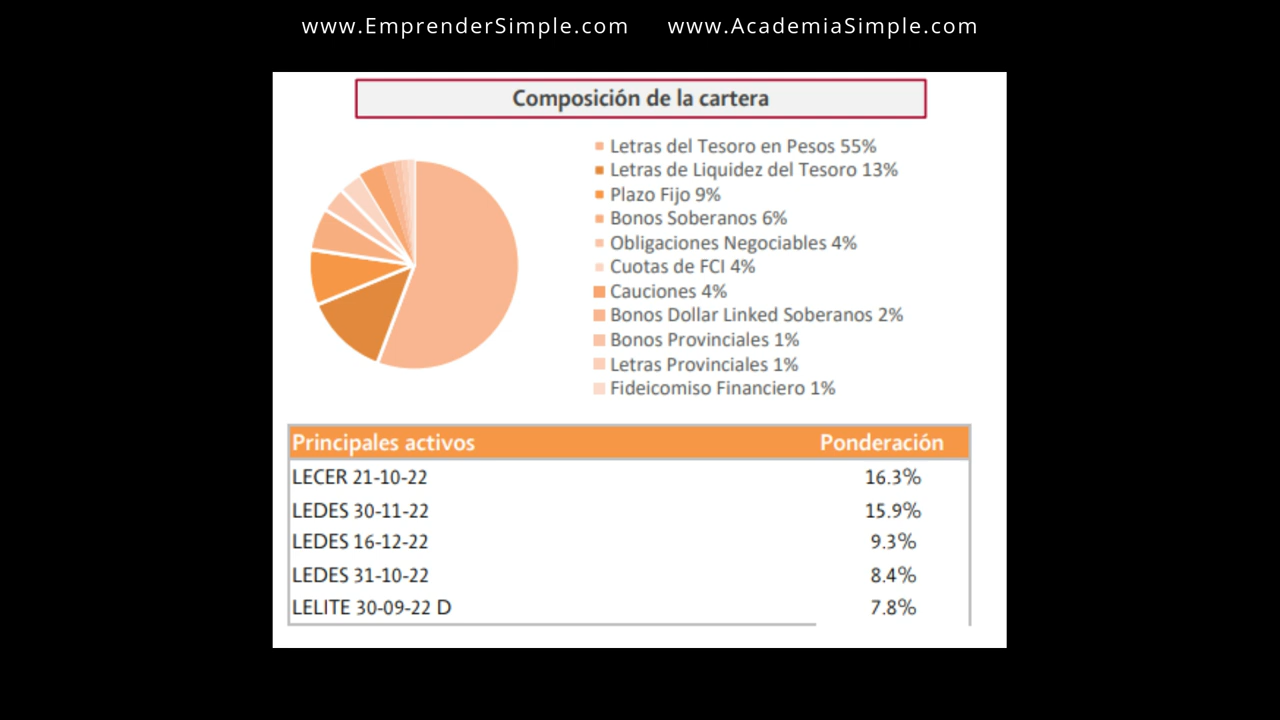 www.EmprenderSimple.com www.AcademiaSimple.com
Composición de la cartera
Letras del Tesoro en Pesos 55%
Letras de Liquidez del Tesoro 13%
Plazo Fijo 9%
Bonos Soberanos 6%
Obligaciones Negociables 4%
Cuotas de FCI 4%
Cauciones 4%
Bonos Dollar Linked Soberanos 2%
Bonos Provinciales 1%
Letras Provinciales 1%
Fideicomiso Financiero 1%
Principales activos Ponderación
LECER 21-10-22 16.3%
LEDES 30-11-22 15.9%
LEDES 16-12-22 9.3%
LEDES 31-10-22 8.4%
LELITE 30-09-22 D 7.8%